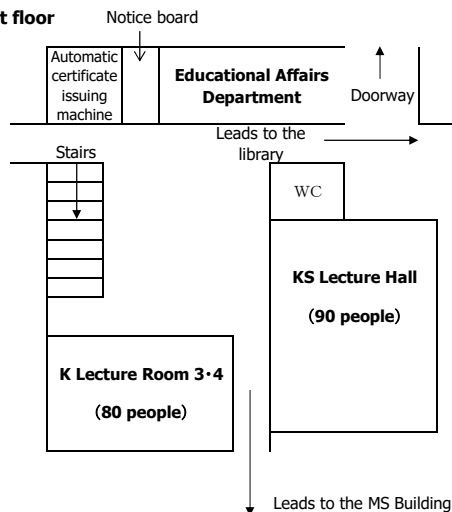 t floor
Notice board
Automatic
certificate
issuing
machine
Educational Affairs
Department
Doorway
Leads to the
library
Stairs
WC
KS Lecture Hall
（90 people）
K Lecture Room 3・4
（80 people）
Leads to the MS Building